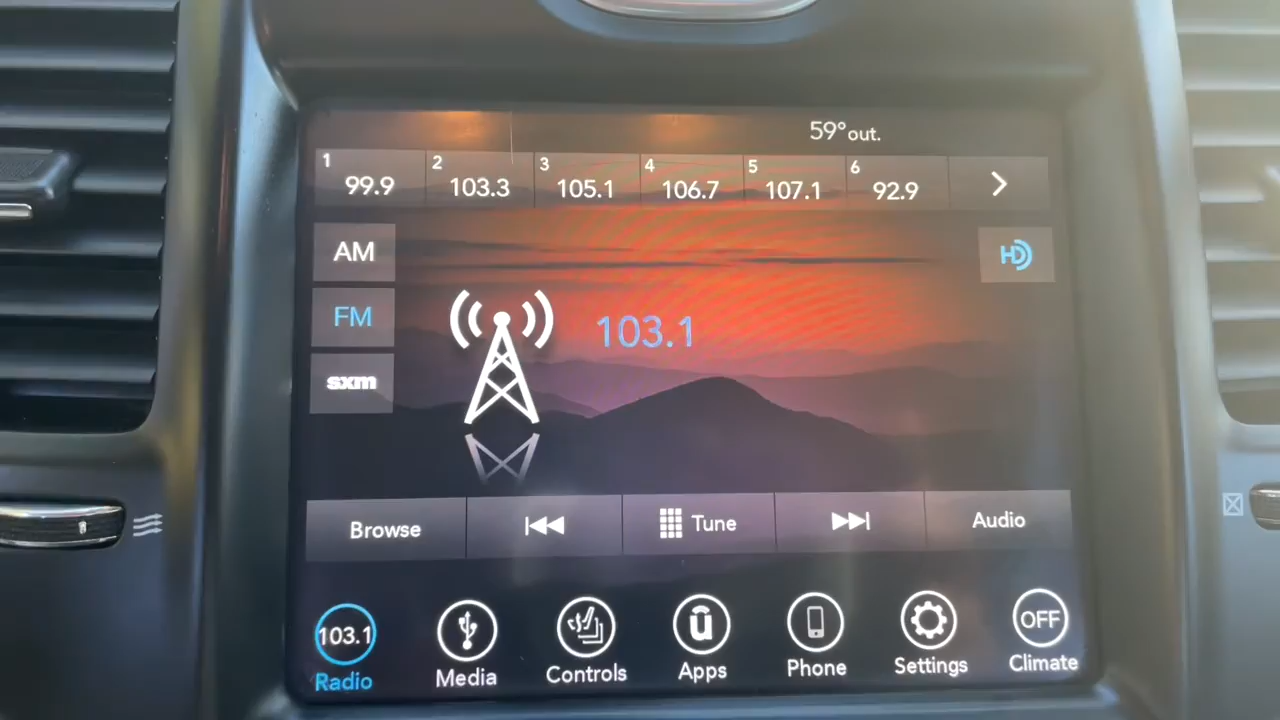 59° out.
1 2 3 4 5 6
99.9 103.3 105.1 106.7 107.1 92.9
AM
HD
FM
103.1
sxm
Browse Tune Audio
103.1 OFF
Radio Media Controls Apps Phone Settings Climate